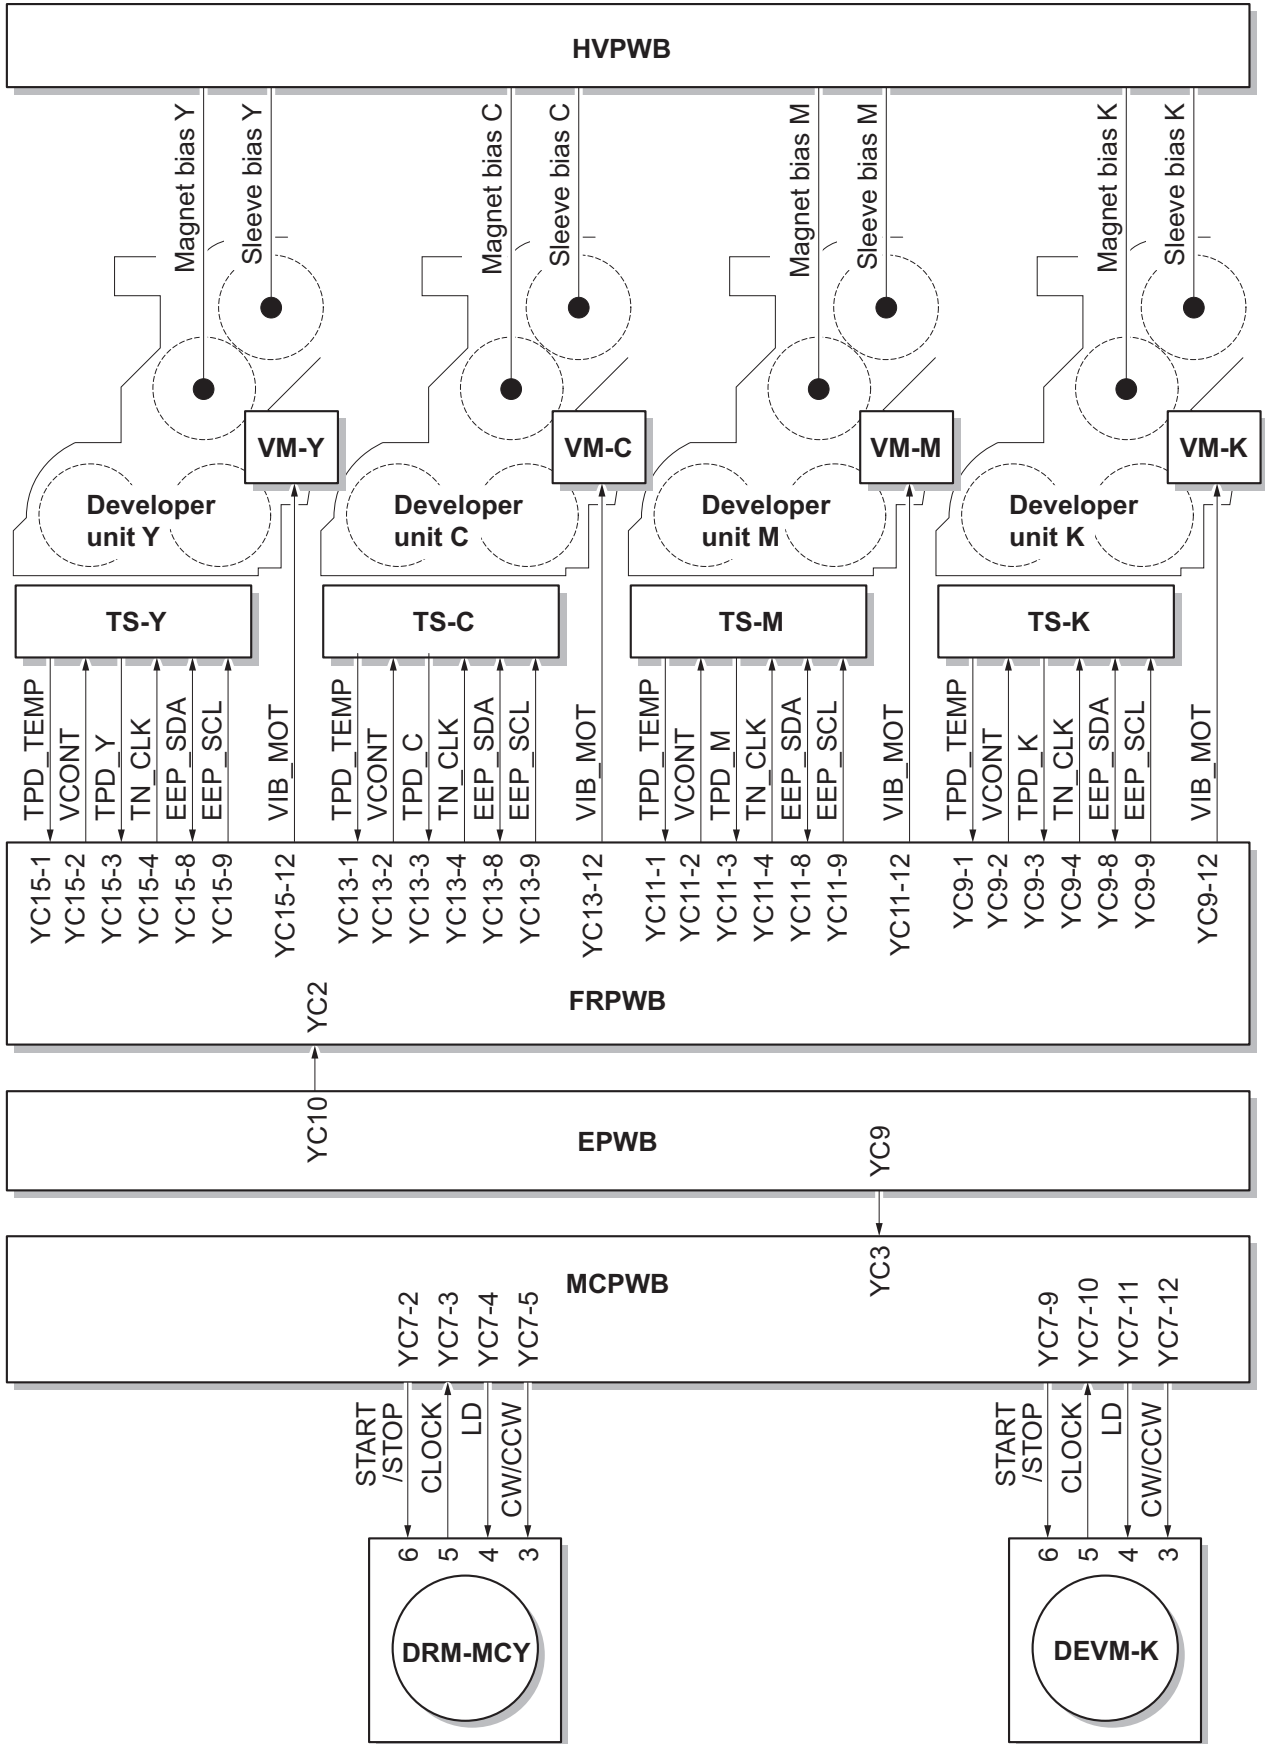 HVPWB
Magnet bias Y
Sleeve bias Y
Magnet bias C
Sleeve bias C
Magnet bias M
Sleeve bias M
Magnet bias K
Sleeve bias K
VM-Y
VM-C
VM-M
VM-K
Developer
unit Y
Developer
unit C
Developer
unit M
Developer
unit K
TS-Y
TS-C
TS-M
TS-K
TPD_TEMP
VCONT
TPD_Y
TN_CLK
EEP_SDA
EEP_SCL
VIB_MOT
TPD_TEMP
VCONT
TPD_C
TN_CLK
EEP_SDA
EEP_SCL
VIB_MOT
TPD_TEMP
VCONT
TPD_M
TN_CLK
EEP_SDA
EEP_SCL
VIB_MOT
TPD_TEMP
VCONT
TPD_K
TN_CLK
EEP_SDA
EEP_SCL
VIB_MOT
YC15-1
YC15-2
YC15-3
YC15-4
YC15-8
YC15-9
YC15-12
YC13-1
YC13-2
YC13-3
YC13-4
YC13-8
YC13-9
YC13-12
YC11-1
YC11-2
YC11-3
YC11-4
YC11-8
YC11-9
YC11-12
YC9-1
YC9-2
YC9-3
YC9-4
YC9-8
YC9-9
YC9-12
YC2
FRPWB
YC10
EPWB
YC9
MCPWB
YC3
YC7-2
YC7-3
YC7-4
YC7-5
YC7-9
YC7-10
YC7-11
YC7-12
START
/STOP
CLOCK
LD
CW/CCW
START
/STOP
CLOCK
LD
CW/CCW
6
5
4
3
6
5
4
3
DRM-MCY
DEVM-K